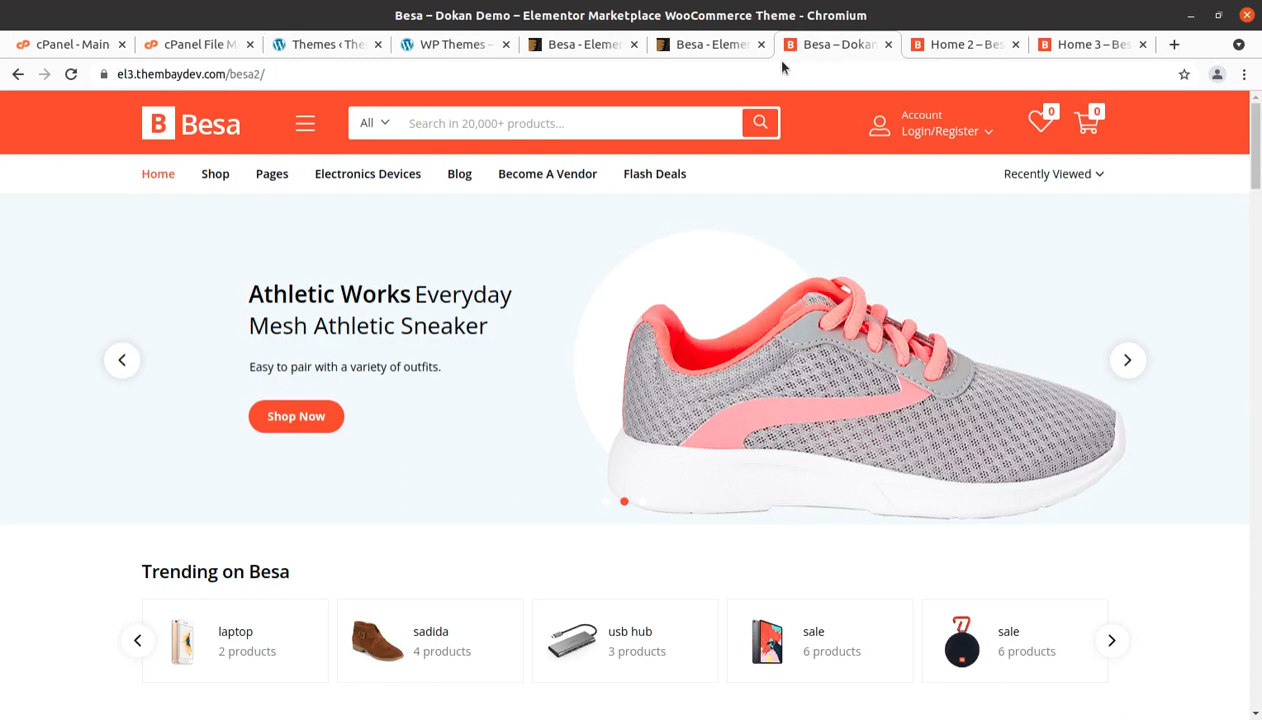 Besa – Dokan Demo – Elementor Marketplace WooCommerce Theme - Chromium
cPanel - Main
cPanel File M
Themes ‹ The
WP Themes –
Besa - Eleme
Besa - Elemer
Besa – Dokan
Home 2 – Bes
Home 3 – Bes
el3.thembaydev.com/besa2/
B Besa
All
Search in 20,000+ products...
Account
Login/Register
0
0
Home
Shop
Pages
Electronics Devices
Blog
Become A Vendor
Flash Deals
Recently Viewed
Athletic Works Everyday
Mesh Athletic Sneaker
Easy to pair with a variety of outfits.
Shop Now
Trending on Besa
laptop
2 products
sadida
4 products
usb hub
3 products
sale
6 products
sale
6 products